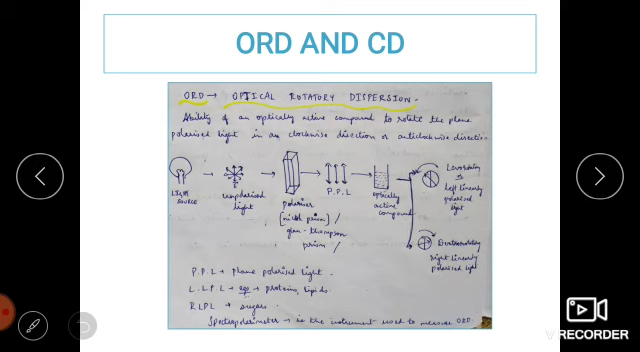 ORD AND CD
ORD → OPTICAL ROTATORY DISPERSION.
Ability of an optically active compound to rotate the plane
polarised light in an clockwise direction or anticlockwise direction
LIGHT SOURCE
unpolarised light
polariser
(nicol prism) /
glan-thompson
prism /
P.P.L
optically
active
compound
Levorotatory
Left linearly
polarised
light
Dextrorotatory
Right linearly
polarised light
P.P.L → plane polarised light.
L.L.P.L → proteins, lipids
RLPL → sugars.
Spectropolarimeter → is the instrument used to measure ORD.
V RECORDER